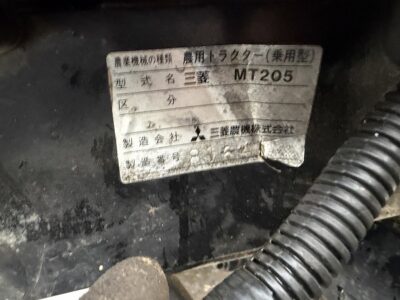 農業機械の種類 農用トラクター(乗用型)
型式名 三菱 MT205
区分
製造会社 三菱農機株式会社
製造番号